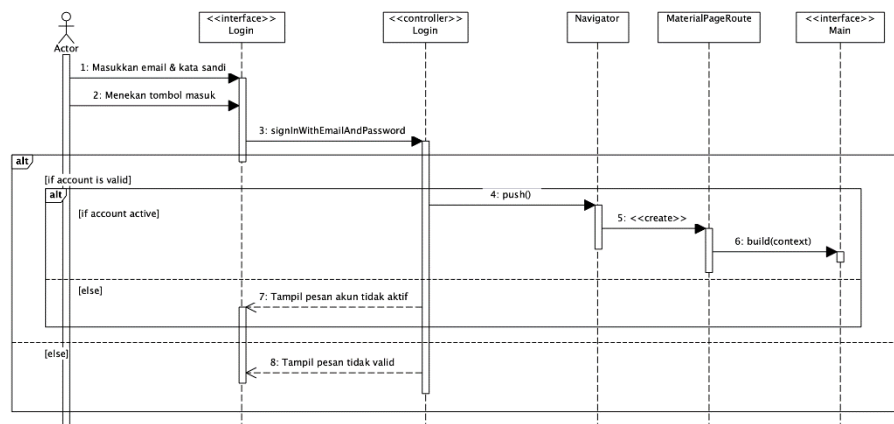 Actor
<<interface>>
Login
<<controller>>
Login
Navigator
MaterialPageRoute
<<interface>>
Main
1: Masukkan email & kata sandi
2: Menekan tombol masuk
3: signInWithEmailAndPassword
alt
[if account is valid]
alt
4: push()
[if account active]
5: <<create>>
6: build(context)
[else]
7: Tampil pesan akun tidak aktif
[else]
8: Tampil pesan tidak valid